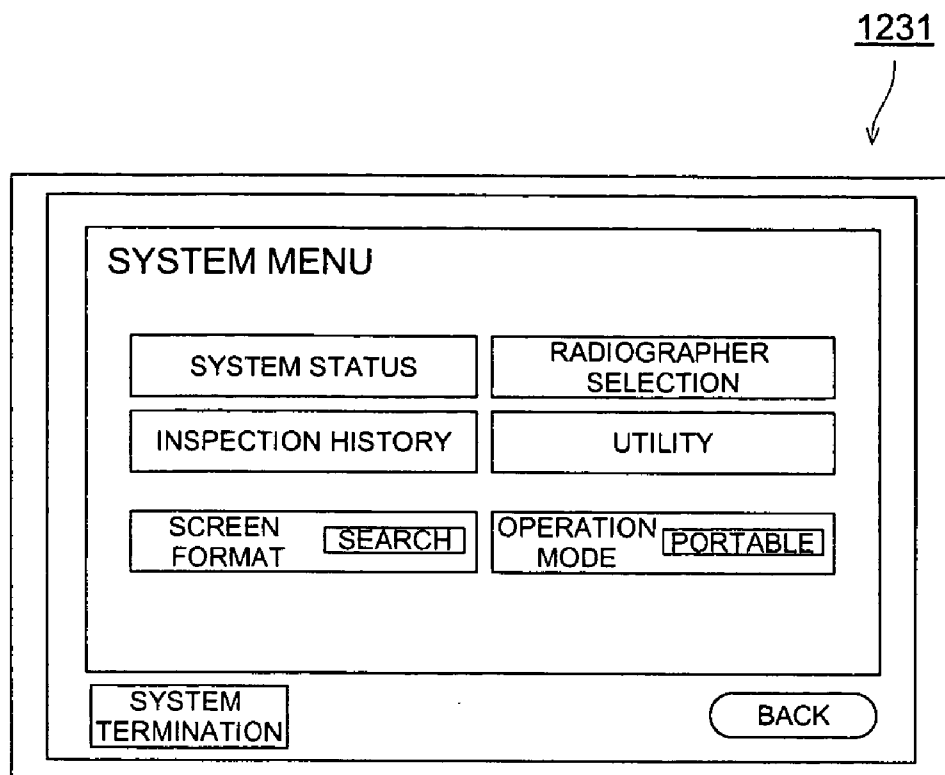 1231
SYSTEM MENU
SYSTEM STATUS
RADIOGRAPHER
SELECTION
INSPECTION HISTORY
UTILITY
SCREEN
FORMAT
SEARCH
OPERATION
MODE
PORTABLE
SYSTEM
TERMINATION
BACK